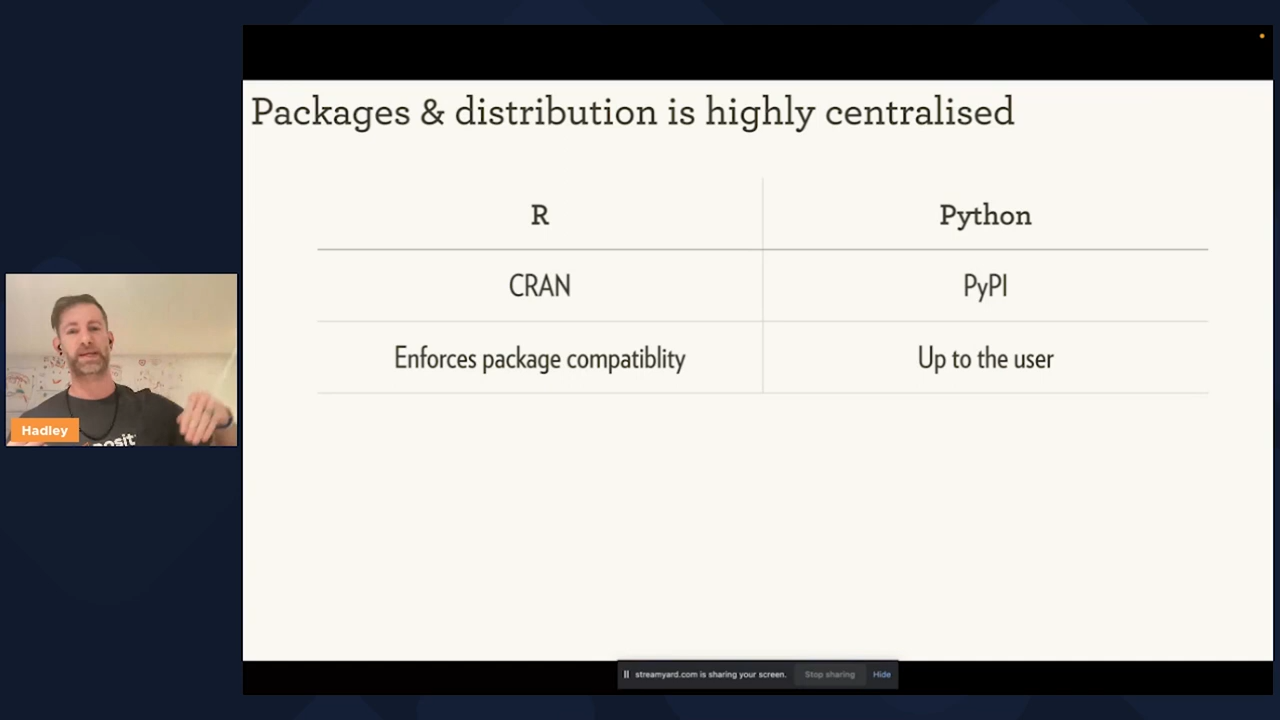 Packages & distribution is highly centralised
R
Python
CRAN
PyPI
Enforces package compatiblity
Up to the user
Hadley
posit
streamyard.com is sharing your screen.
Stop sharing
Hide